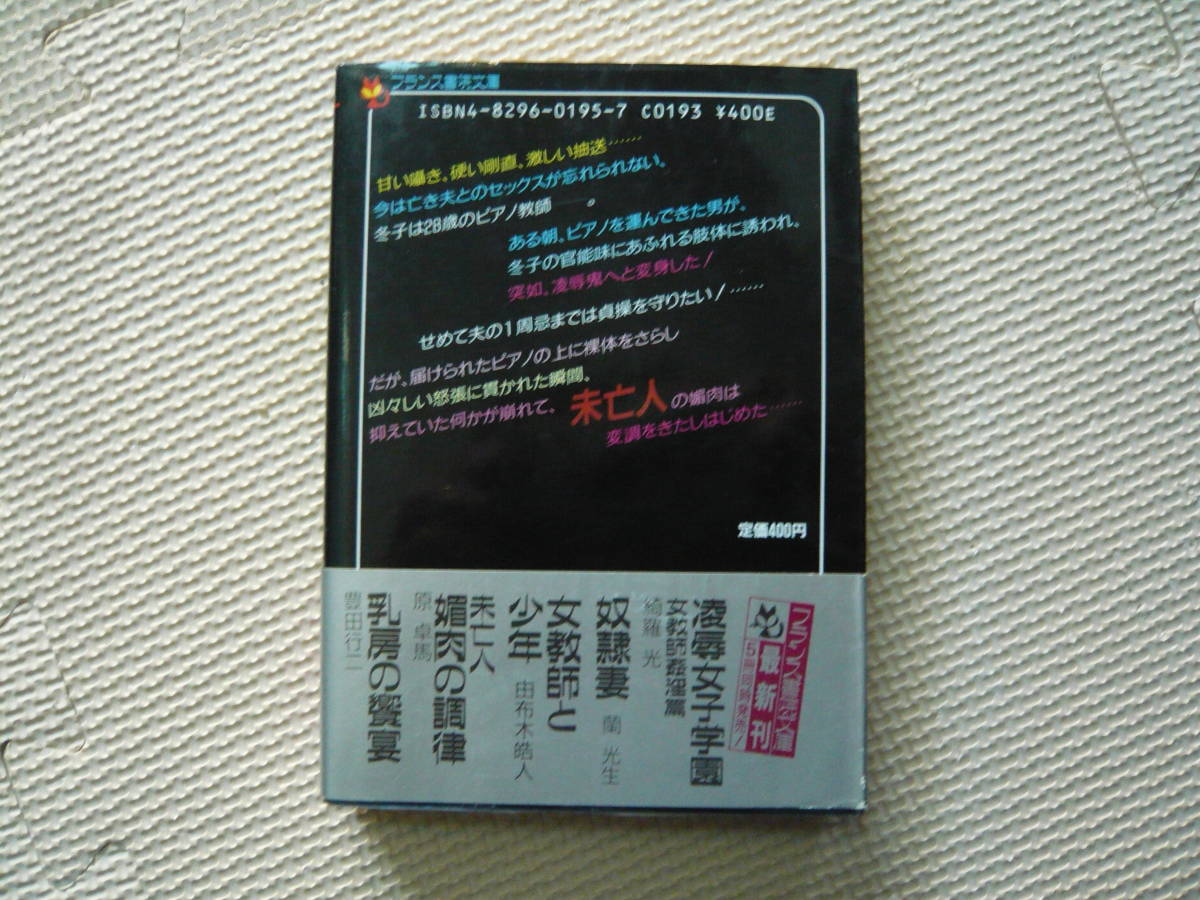 フランス書院文庫
ISBN4-8296-0195-7 C0193 ¥400E
甘い囁き。硬い剛直。激しい抽送……
今は亡き夫とのセックスが忘れられない。
冬子は28歳のピアノ教師。
ある朝。ピアノを運んできた男が。
冬子の官能味にあふれる肢体に誘われ。
突如。凌辱鬼へと変身した!
せめて夫の1周忌までは貞操を守りたい!……
だが、届けられたピアノの上に裸体をさらし
凶々しい怒張に貫かれた瞬間。
抑えていた何かが崩れて。未亡人の媚肉は
変調をきたしはじめた……
定価400円
フランス書院文庫
最新刊
5冊同時発売!
凌辱女子学園
女教師姦淫篇
綺羅 光
奴隷妻 蘭 光生
女教師と
少年 由布木皓人
未亡人
媚肉の調律
原 卓馬
乳房の饗宴
豊田行二